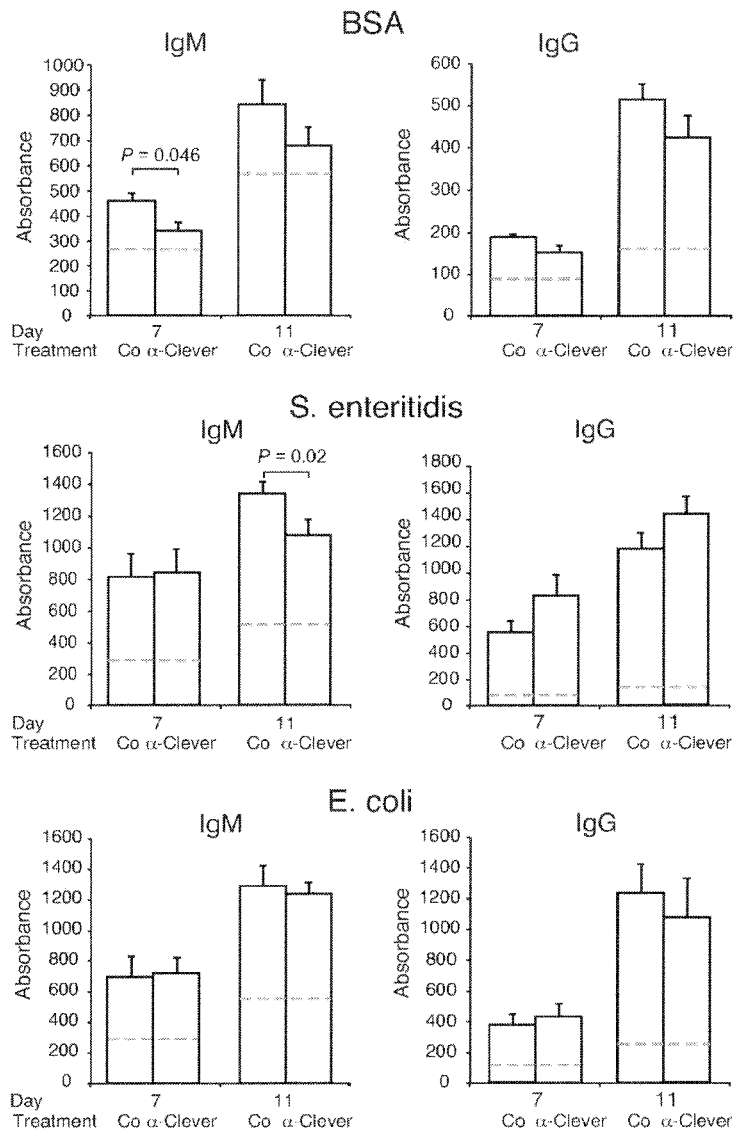 BSA
IgM
IgG
1000
900
800
700
600
500
400
300
200
100
0
Absorbance
P = 0.046
600
500
400
300
200
100
0
Absorbance
Day 7 11
Treatment Co α-Clever Co α-Clever
7 11
Co α-Clever Co α-Clever
S. enteritidis
IgM
IgG
1600
1400
1200
1000
800
600
400
200
0
Absorbance
P = 0.02
1800
1600
1400
1200
1000
800
600
400
200
0
Absorbance
Day 7 11
Treatment Co α-Clever Co α-Clever
7 11
Co α-Clever Co α-Clever
E. coli
IgM
IgG
1600
1400
1200
1000
800
600
400
200
0
Absorbance
1600
1400
1200
1000
800
600
400
200
0
Absorbance
Day 7 11
Treatment Co α-Clever Co α-Clever
7 11
Co α-Clever Co α-Clever